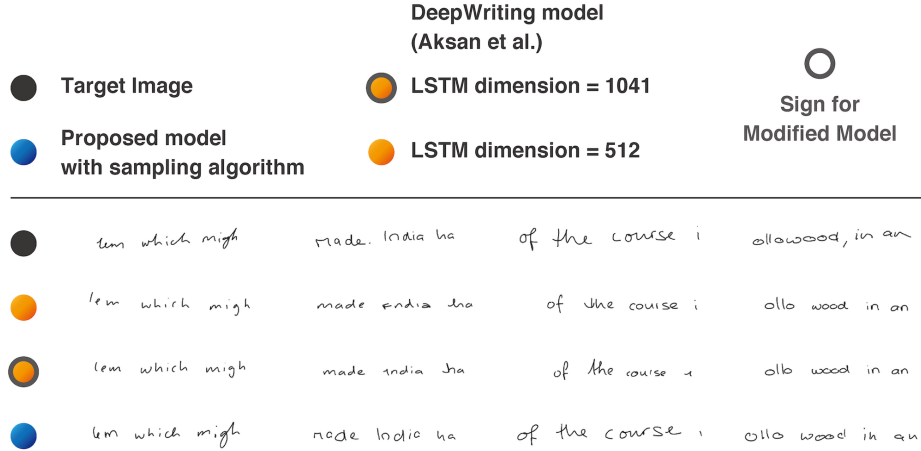 DeepWriting model
(Aksan et al.)
Target Image
LSTM dimension = 1041
Sign for
Modified Model
Proposed model
with sampling algorithm
LSTM dimension = 512
lem which migh made. India ha of the course i ollowood, in an
lem which migh made India ha of the course i ollo wood in an
lem which migh made india ha of the course ollo wood in an
lem which migh made India ha of the course ollo wood in an